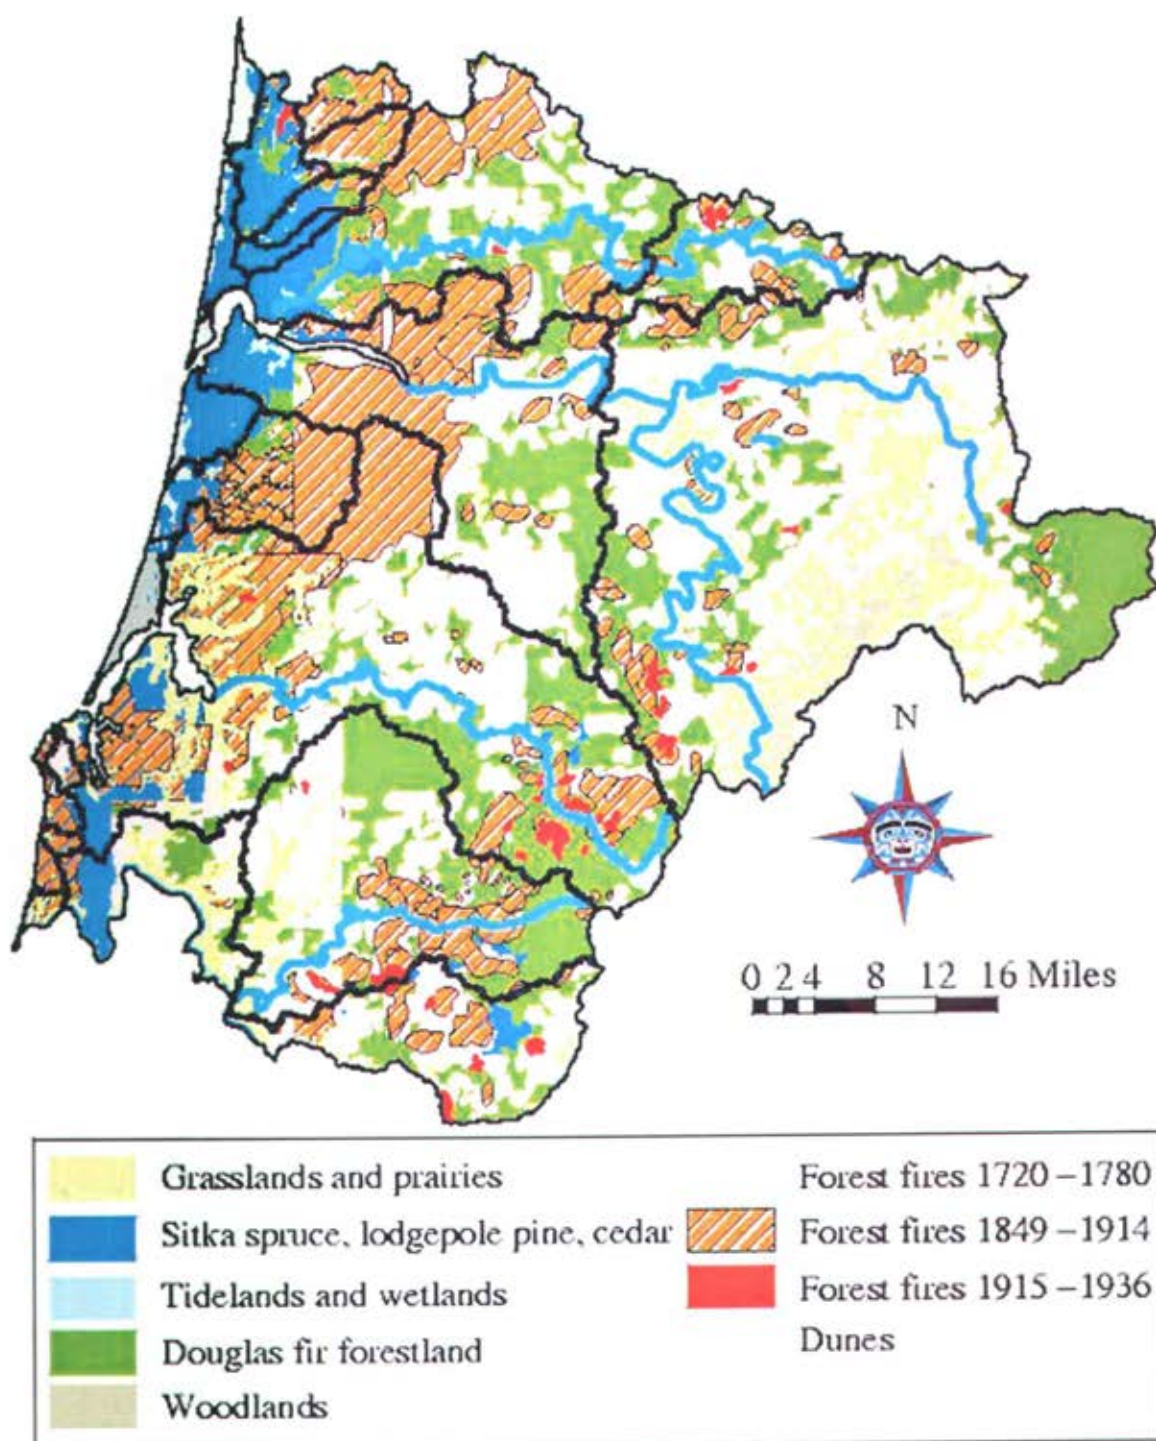 N
0 2 4 8 12 16 Miles
Grasslands and prairies
Sitka spruce, lodgepole pine, cedar
Tidelands and wetlands
Douglas fir forestland
Woodlands
Forest fires 1720 – 1780
Forest fires 1849 – 1914
Forest fires 1915 – 1936
Dunes